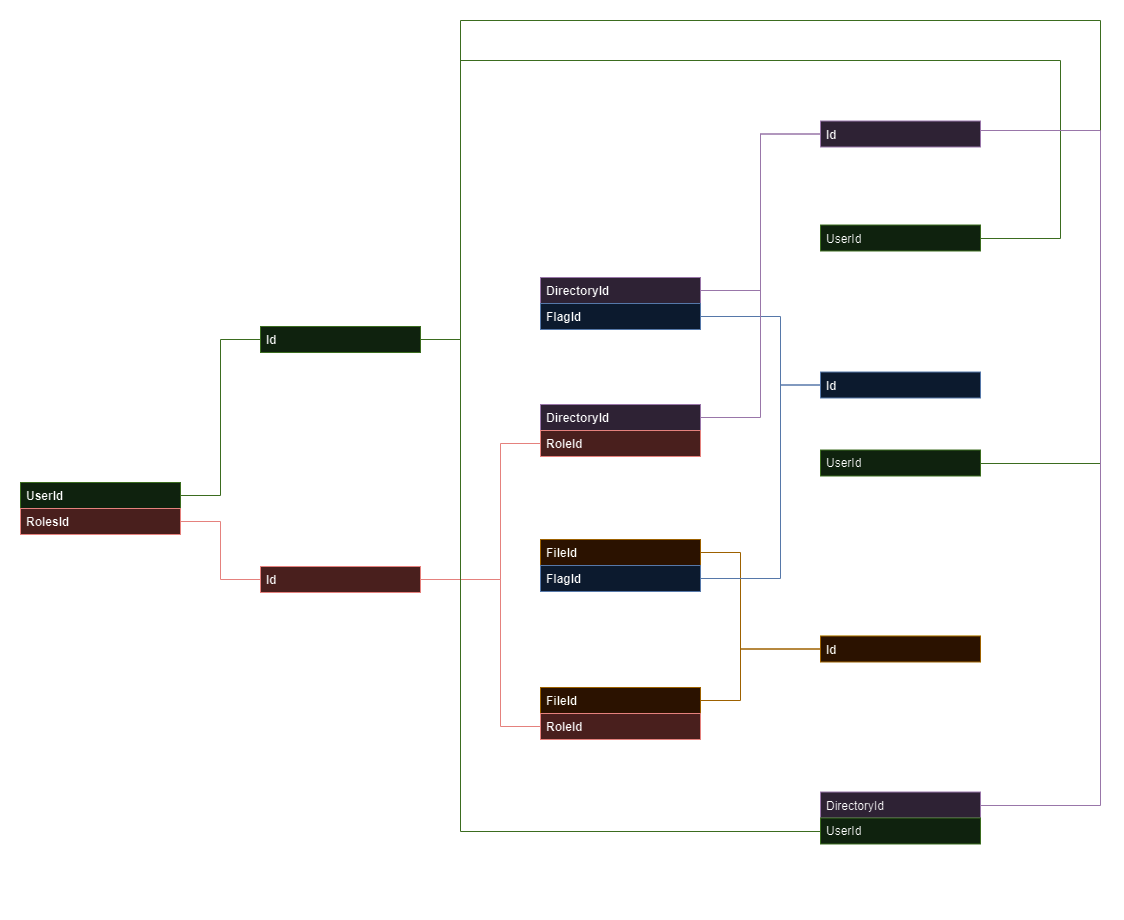 UserId
RolesId
Id
Id
DirectoryId
FlagId
DirectoryId
RoleId
FileId
FlagId
FileId
RoleId
Id
UserId
Id
UserId
Id
DirectoryId
UserId